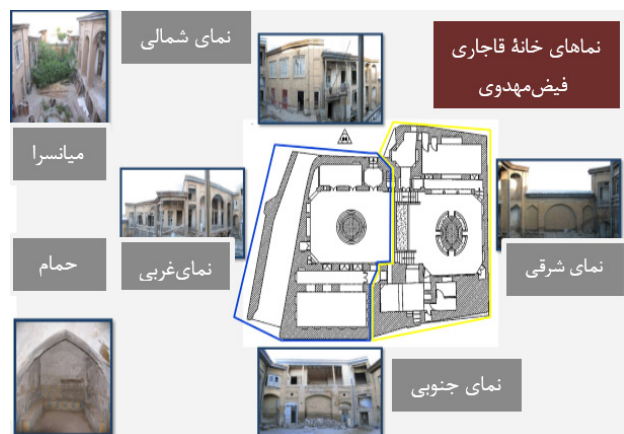 نماهای خانهٔ قاجاری
فیض‌مهدوی
نمای شمالی
میانسرا
نمای‌غربی
نمای شرقی
حمام
نمای جنوبی